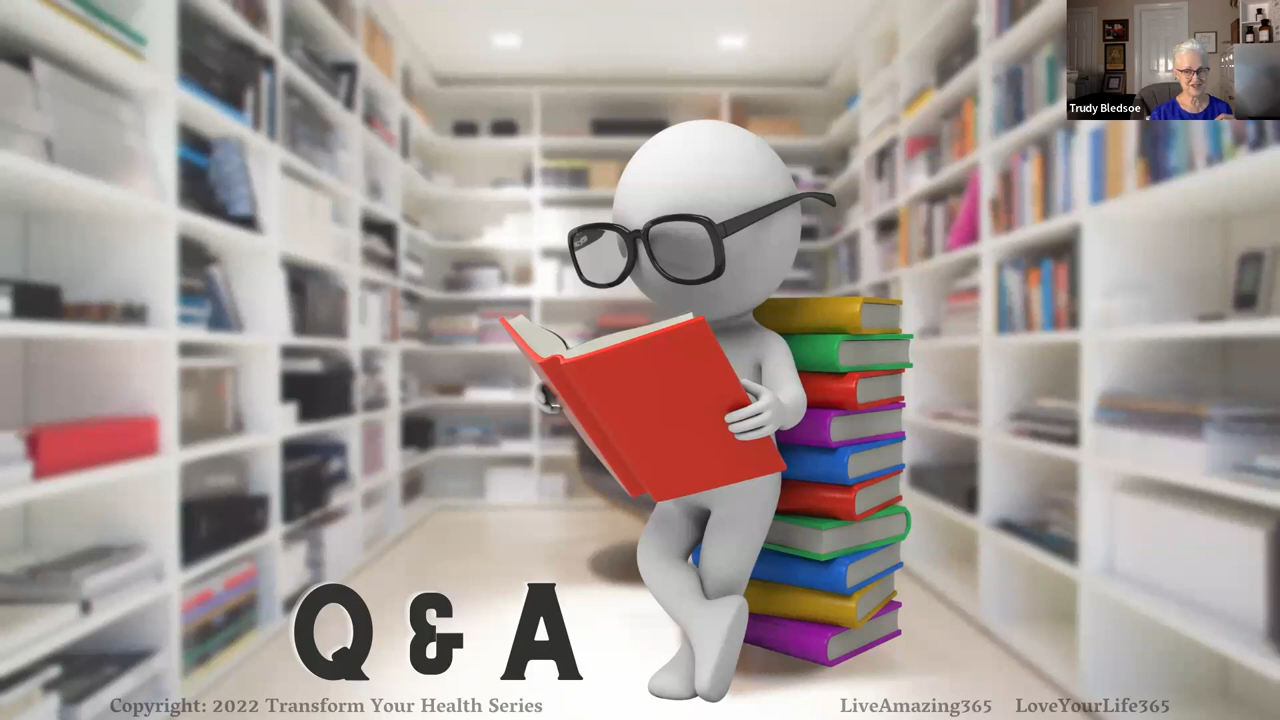 Trudy Bledsoe
Q & A
Copyright: 2022 Transform Your Health Series
LiveAmazing365 LoveYourLife365